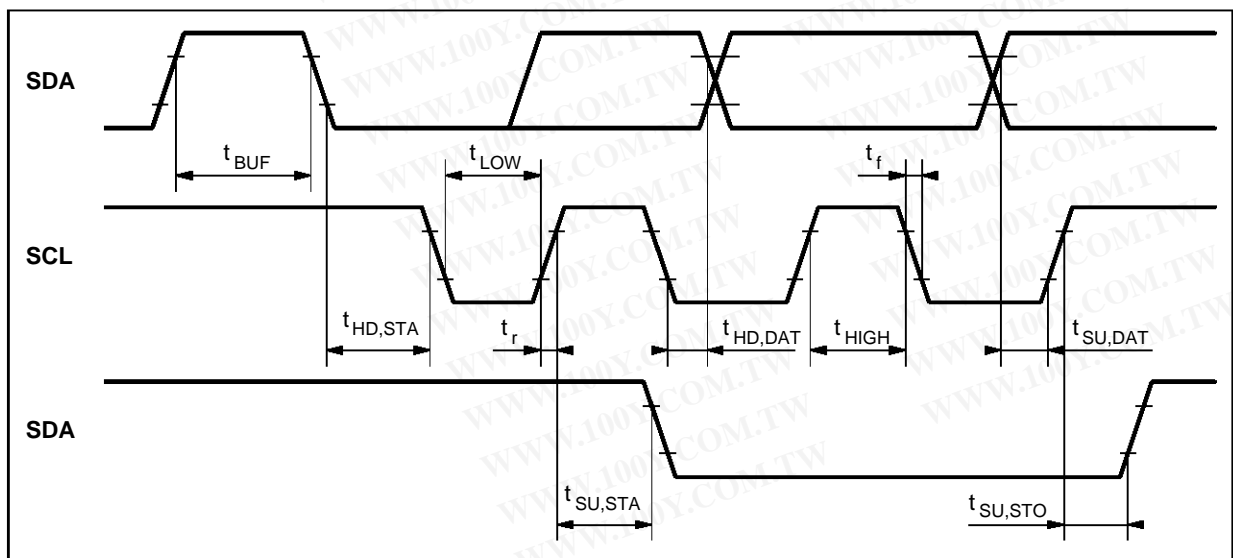 WWW.100Y.COM.TW
SDA
t BUF
t LOW
t f
SCL
t HD,STA
t r
t HD,DAT
t HIGH
t SU,DAT
SDA
t SU,STA
t SU,STO